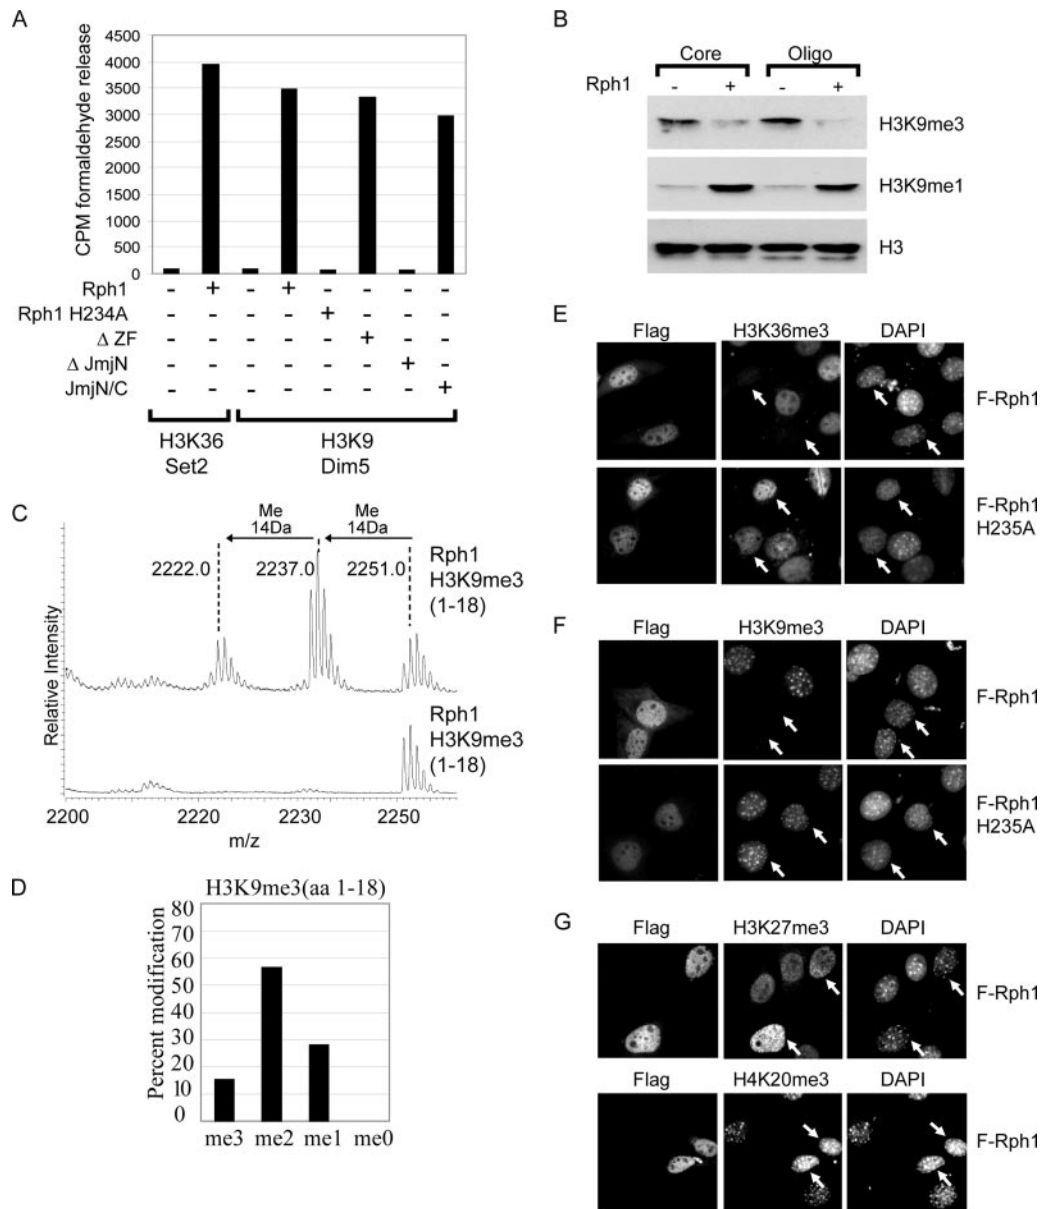 A
CPM formaldehyde release
4500
4000
3500
3000
2500
2000
1500
1000
500
0
Rph1 - + - + - - - -
Rph1 H234A - - - - + - - -
Δ ZF - - - - - + - -
Δ JmjN - - - - - - + -
JmjN/C - - - - - - - +
H3K36 H3K9
Set2 Dim5
B
Core Oligo
Rph1 - + - +
H3K9me3
H3K9me1
H3
C
Me Me
14Da 14Da
2222.0 2237.0 2251.0
Rph1
H3K9me3
(1-18)
Rph1
H3K9me3
(1-18)
Relative Intensity
2200 2220 2235 2250
m/z
D
H3K9me3(aa 1-18)
Percent modification
80
70
60
50
40
30
20
10
0
me3 me2 me1 me0
E
Flag H3K36me3 DAPI
F-Rph1
F-Rph1
H235A
F
Flag H3K9me3 DAPI
F-Rph1
F-Rph1
H235A
G
Flag H3K27me3 DAPI
F-Rph1
Flag H4K20me3 DAPI
F-Rph1